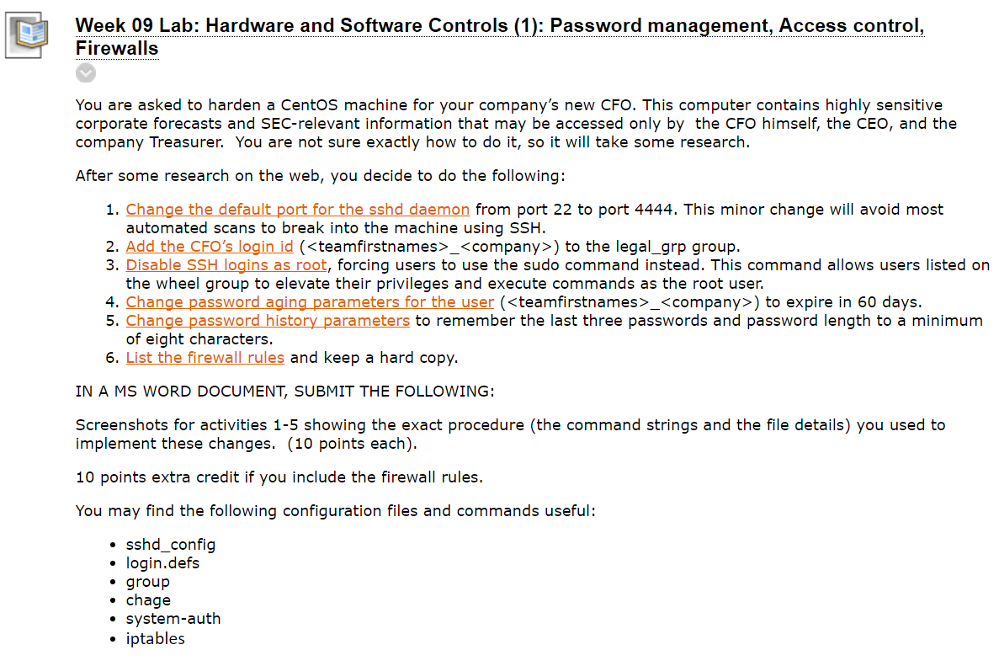 Week 09 Lab: Hardware and Software Controls (1): Password management, Access control,
Firewalls
You are asked to harden a CentOS machine for your company’s new CFO. This computer contains highly sensitive
corporate forecasts and SEC-relevant information that may be accessed only by  the CFO himself, the CEO, and the
company Treasurer.  You are not sure exactly how to do it, so it will take some research.
After some research on the web, you decide to do the following:
1. Change the default port for the sshd daemon from port 22 to port 4444. This minor change will avoid most
automated scans to break into the machine using SSH.
2. Add the CFO’s login id (<teamfirstnames>_<company>) to the legal_grp group.
3. Disable SSH logins as root, forcing users to use the sudo command instead. This command allows users listed on
the wheel group to elevate their privileges and execute commands as the root user.
4. Change password aging parameters for the user (<teamfirstnames>_<company>) to expire in 60 days.
5. Change password history parameters to remember the last three passwords and password length to a minimum
of eight characters.
6. List the firewall rules and keep a hard copy.
IN A MS WORD DOCUMENT, SUBMIT THE FOLLOWING:
Screenshots for activities 1-5 showing the exact procedure (the command strings and the file details) you used to
implement these changes.  (10 points each).
10 points extra credit if you include the firewall rules.
You may find the following configuration files and commands useful:
• sshd_config
• login.defs
• group
• chage
• system-auth
• iptables